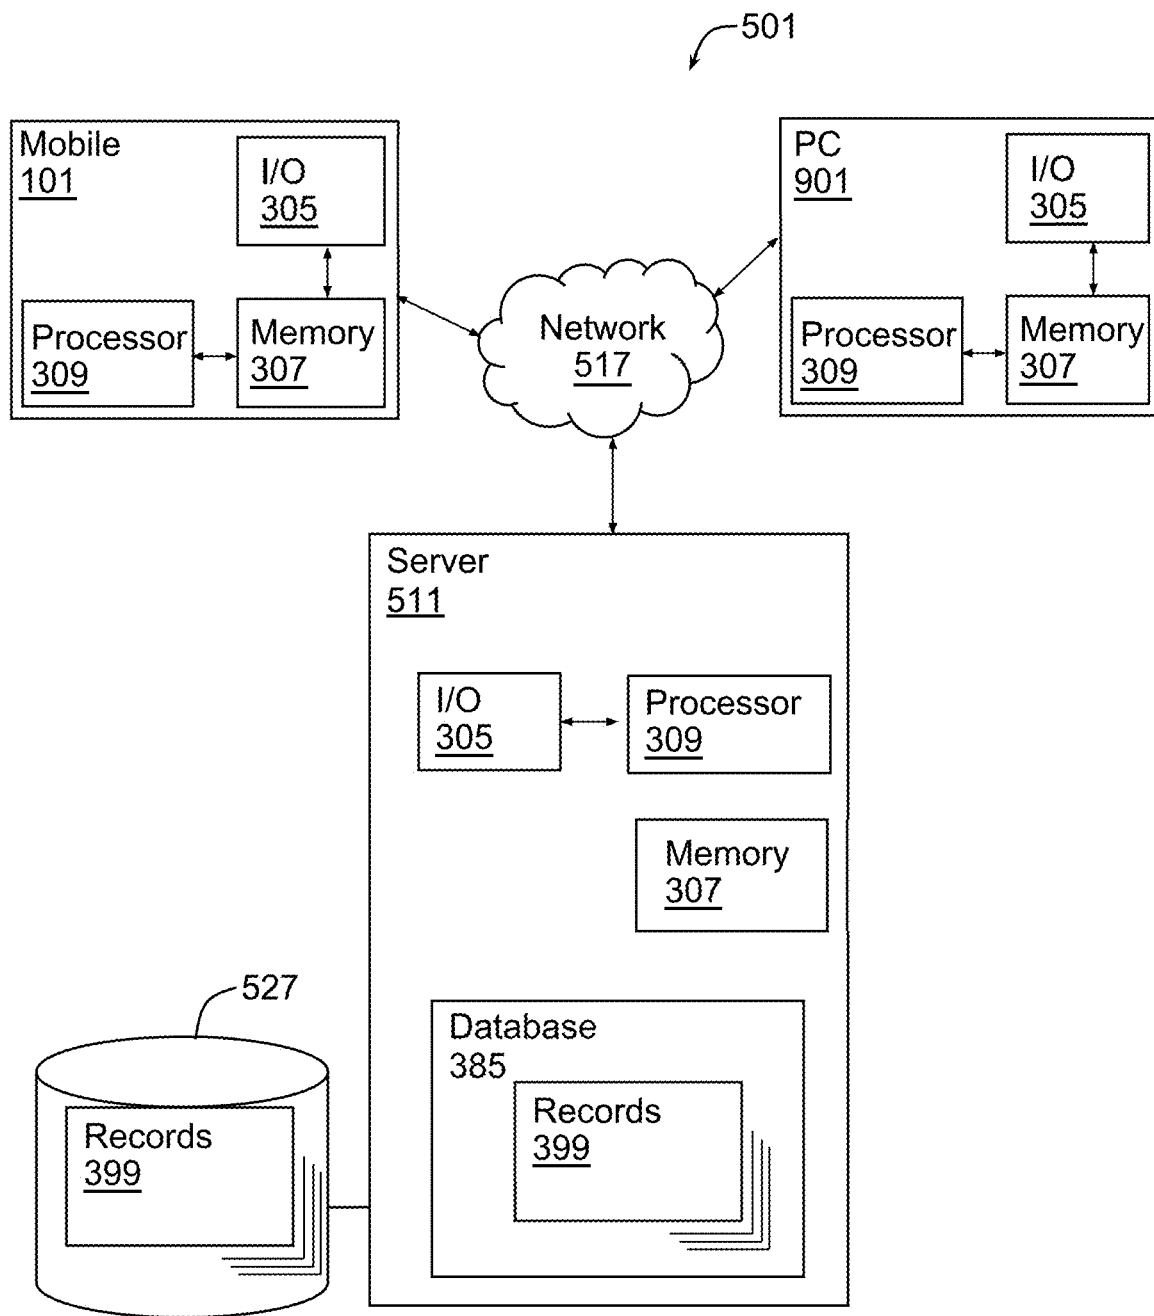 501
Mobile
101
I/O
305
Processor
309
Memory
307
Network
517
PC
901
I/O
305
Processor
309
Memory
307
Server
511
I/O
305
Processor
309
Memory
307
527
Records
399
Database
385
Records
399